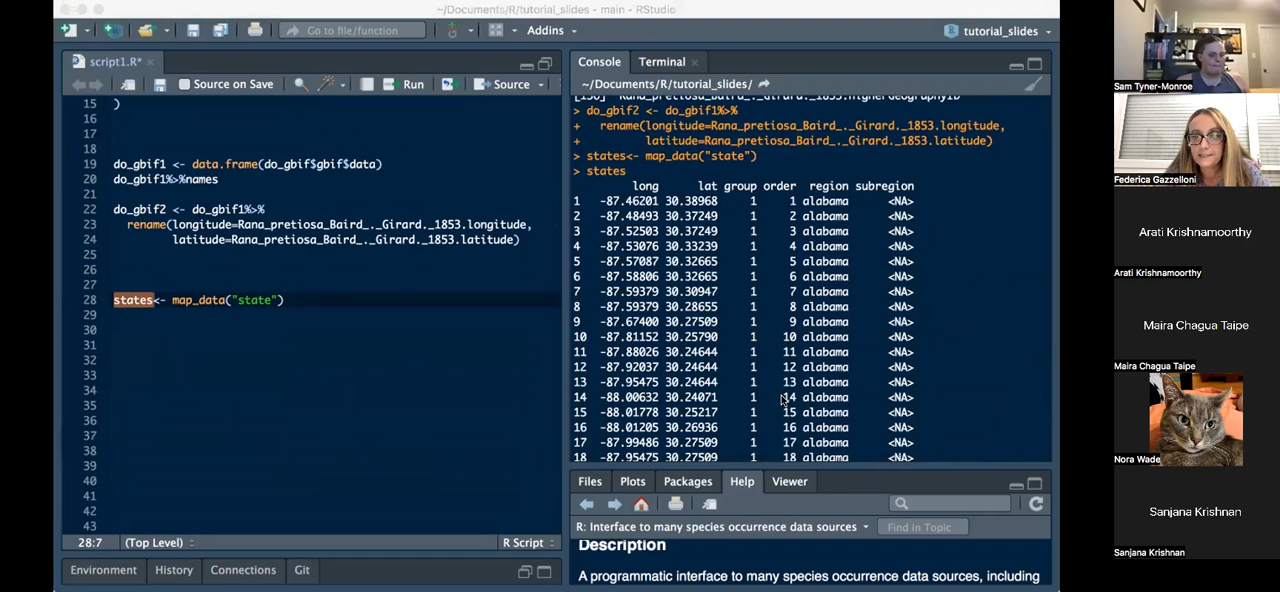 ~/Documents/R/tutorial_slides - main - RStudio
Go to file/function
Addins
tutorial_slides
script1.R*
Source on Save
Run
Source
15 )
16
17
18
19 do_gbif1 <- data.frame(do_gbif$gbif$data)
20 do_gbif1%>%names
21
22 do_gbif2 <- do_gbif1%>%
23 rename(longitude=Rana_pretiosa_Baird_._Girard._1853.longitude,
24 latitude=Rana_pretiosa_Baird_._Girard._1853.latitude)
25
26
27
28 states<- map_data("state")
29
30
31
32
33
34
35
36
37
38
39
40
41
42
43
28:7 (Top Level) R Script
Environment History Connections Git
Console Terminal
~/Documents/R/tutorial_slides/
> do_gbif2 <- do_gbif1%>%
+ rename(longitude=Rana_pretiosa_Baird_._Girard._1853.longitude,
+ latitude=Rana_pretiosa_Baird_._Girard._1853.latitude)
> states<- map_data("state")
> states
long lat group order region subregion
1 -87.46201 30.38968 1 1 alabama <NA>
2 -87.48493 30.37249 1 2 alabama <NA>
3 -87.52503 30.37249 1 3 alabama <NA>
4 -87.53076 30.33239 1 4 alabama <NA>
5 -87.57087 30.32665 1 5 alabama <NA>
6 -87.58806 30.32665 1 6 alabama <NA>
7 -87.59379 30.30947 1 7 alabama <NA>
8 -87.59379 30.28655 1 8 alabama <NA>
9 -87.67400 30.27509 1 9 alabama <NA>
10 -87.81152 30.25790 1 10 alabama <NA>
11 -87.88026 30.24644 1 11 alabama <NA>
12 -87.92037 30.24644 1 12 alabama <NA>
13 -87.95475 30.24644 1 13 alabama <NA>
14 -88.00632 30.24071 1 14 alabama <NA>
15 -88.01778 30.25217 1 15 alabama <NA>
16 -88.01205 30.26936 1 16 alabama <NA>
17 -87.99486 30.27509 1 17 alabama <NA>
18 -87.95475 30.27509 1 18 alabama <NA>
Files Plots Packages Help Viewer
R: Interface to many species occurrence data sources Find in Topic
Description
A programmatic interface to many species occurrence data sources, including
Sam Tyner-Monroe
Federica Gazzelloni
Arati Krishnamoorthy
Arati Krishnamoorthy
Maira Chagua Taipe
Maira Chagua Taipe
Nora Wade
Sanjana Krishnan
Sanjana Krishnan